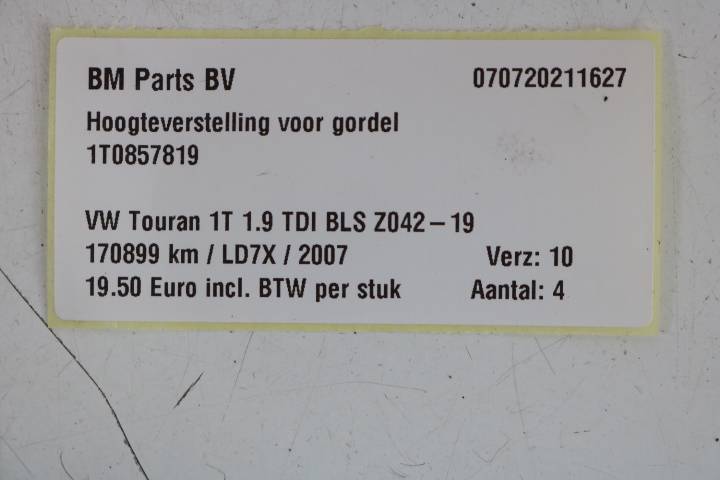 BM Parts BV 070720211627
Hoogteverstelling voor gordel
1T0857819
VW Touran 1T 1.9 TDI BLS Z042-19
170899 km / LD7X / 2007 Verz: 10
19.50 Euro incl. BTW per stuk Aantal: 4